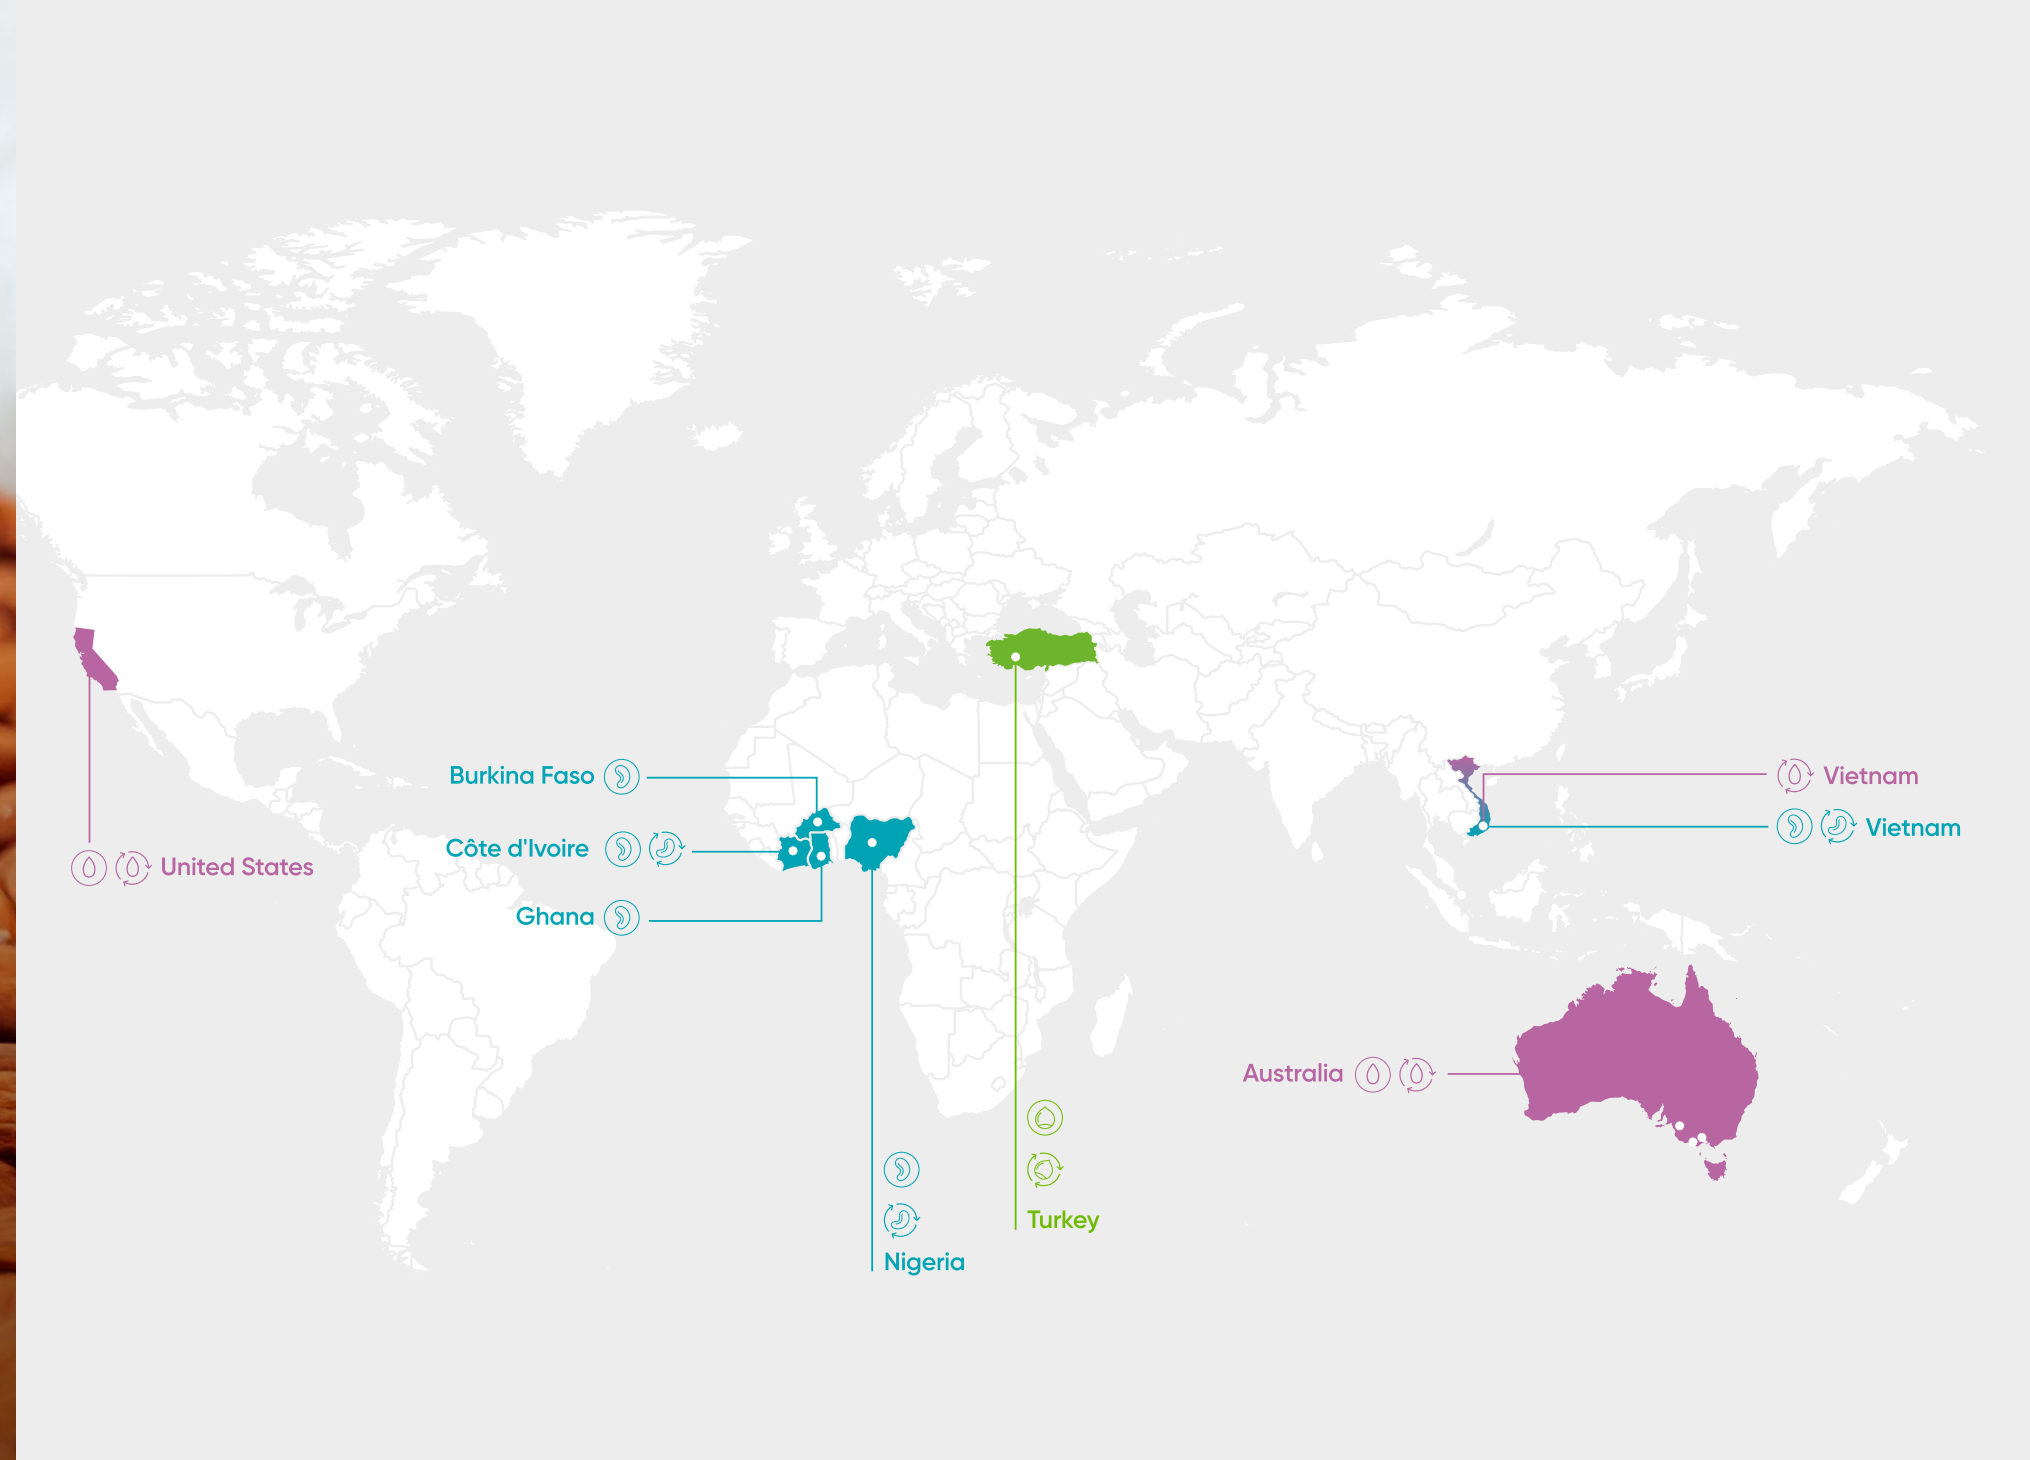 Burkina Faso
Vietnam
Vietnam
Côte d'Ivoire
United States
Ghana
Australia
Turkey
Nigeria